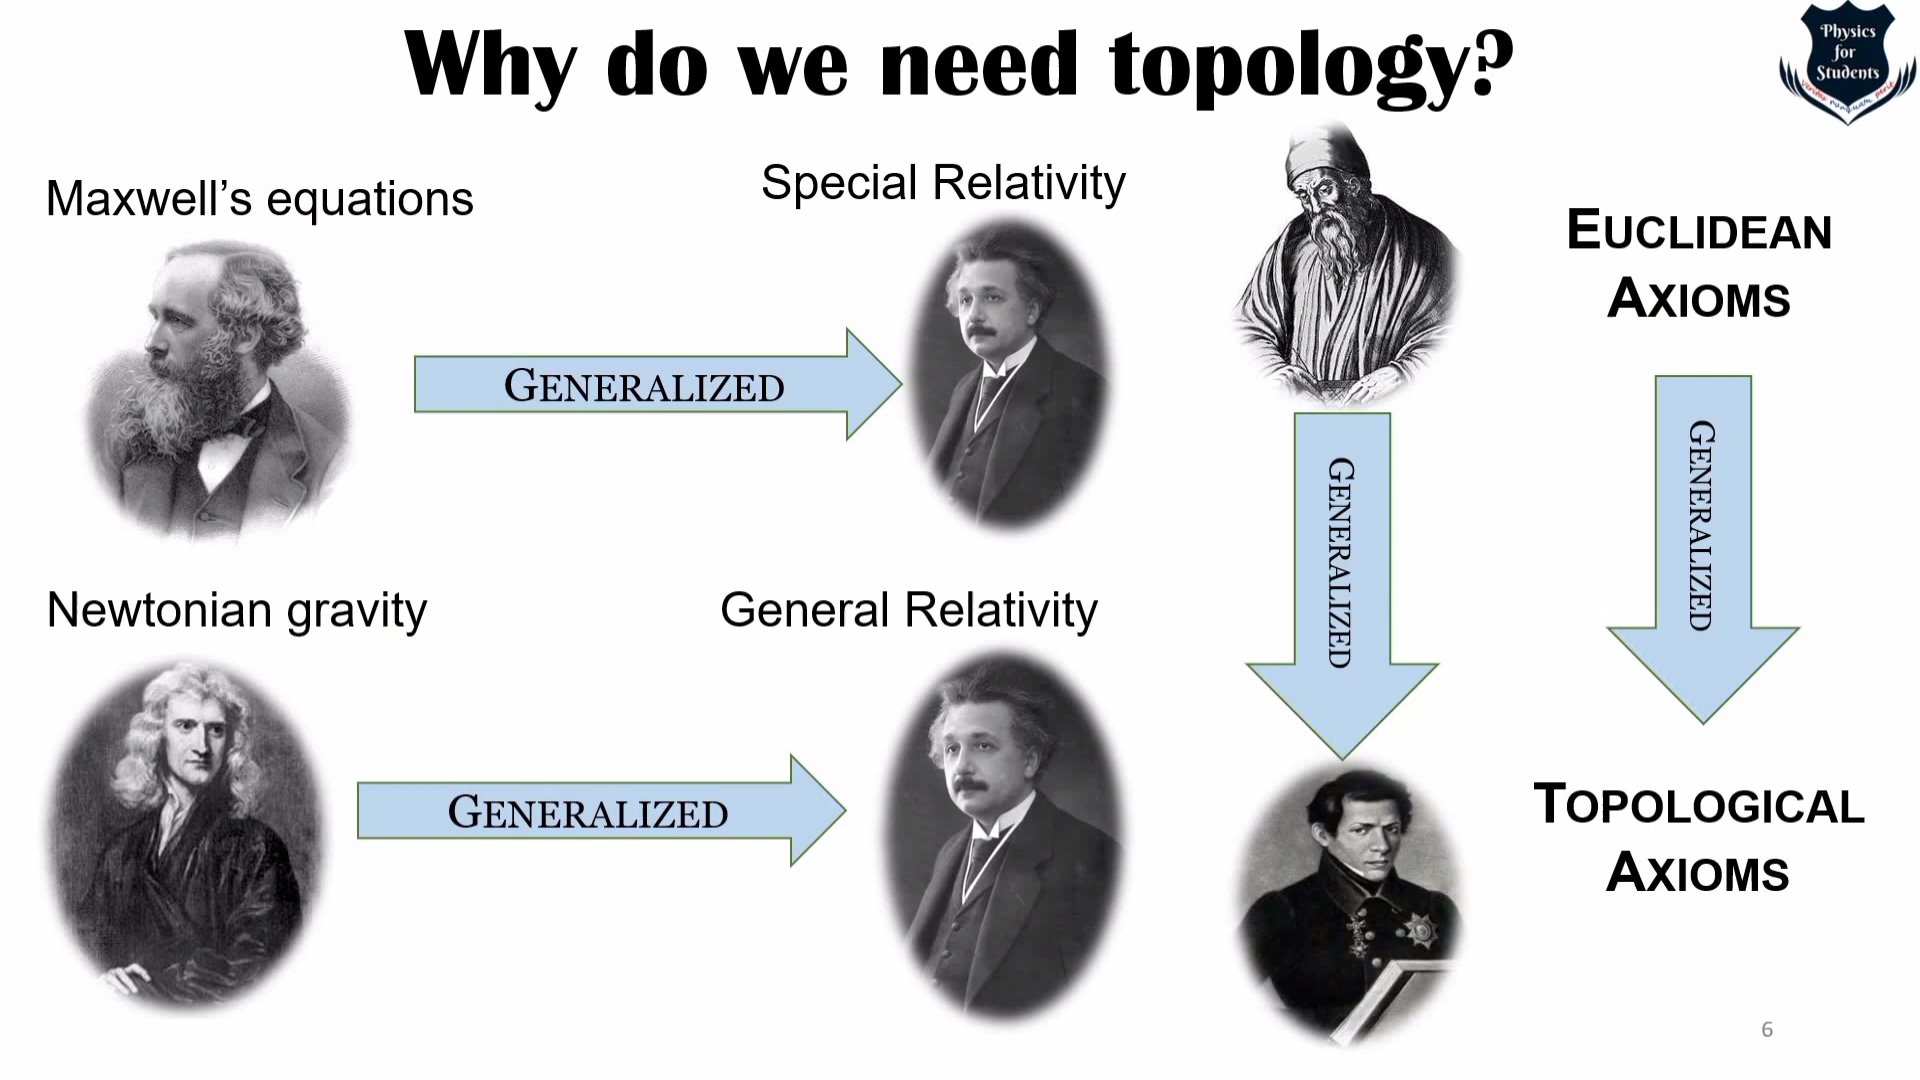 Why do we need topology?
Physics
for
Students
Maxwell’s equations
Special Relativity
EUCLIDEAN
AXIOMS
GENERALIZED
GENERALIZED
GENERALIZED
Newtonian gravity
General Relativity
GENERALIZED
TOPOLOGICAL
AXIOMS
6